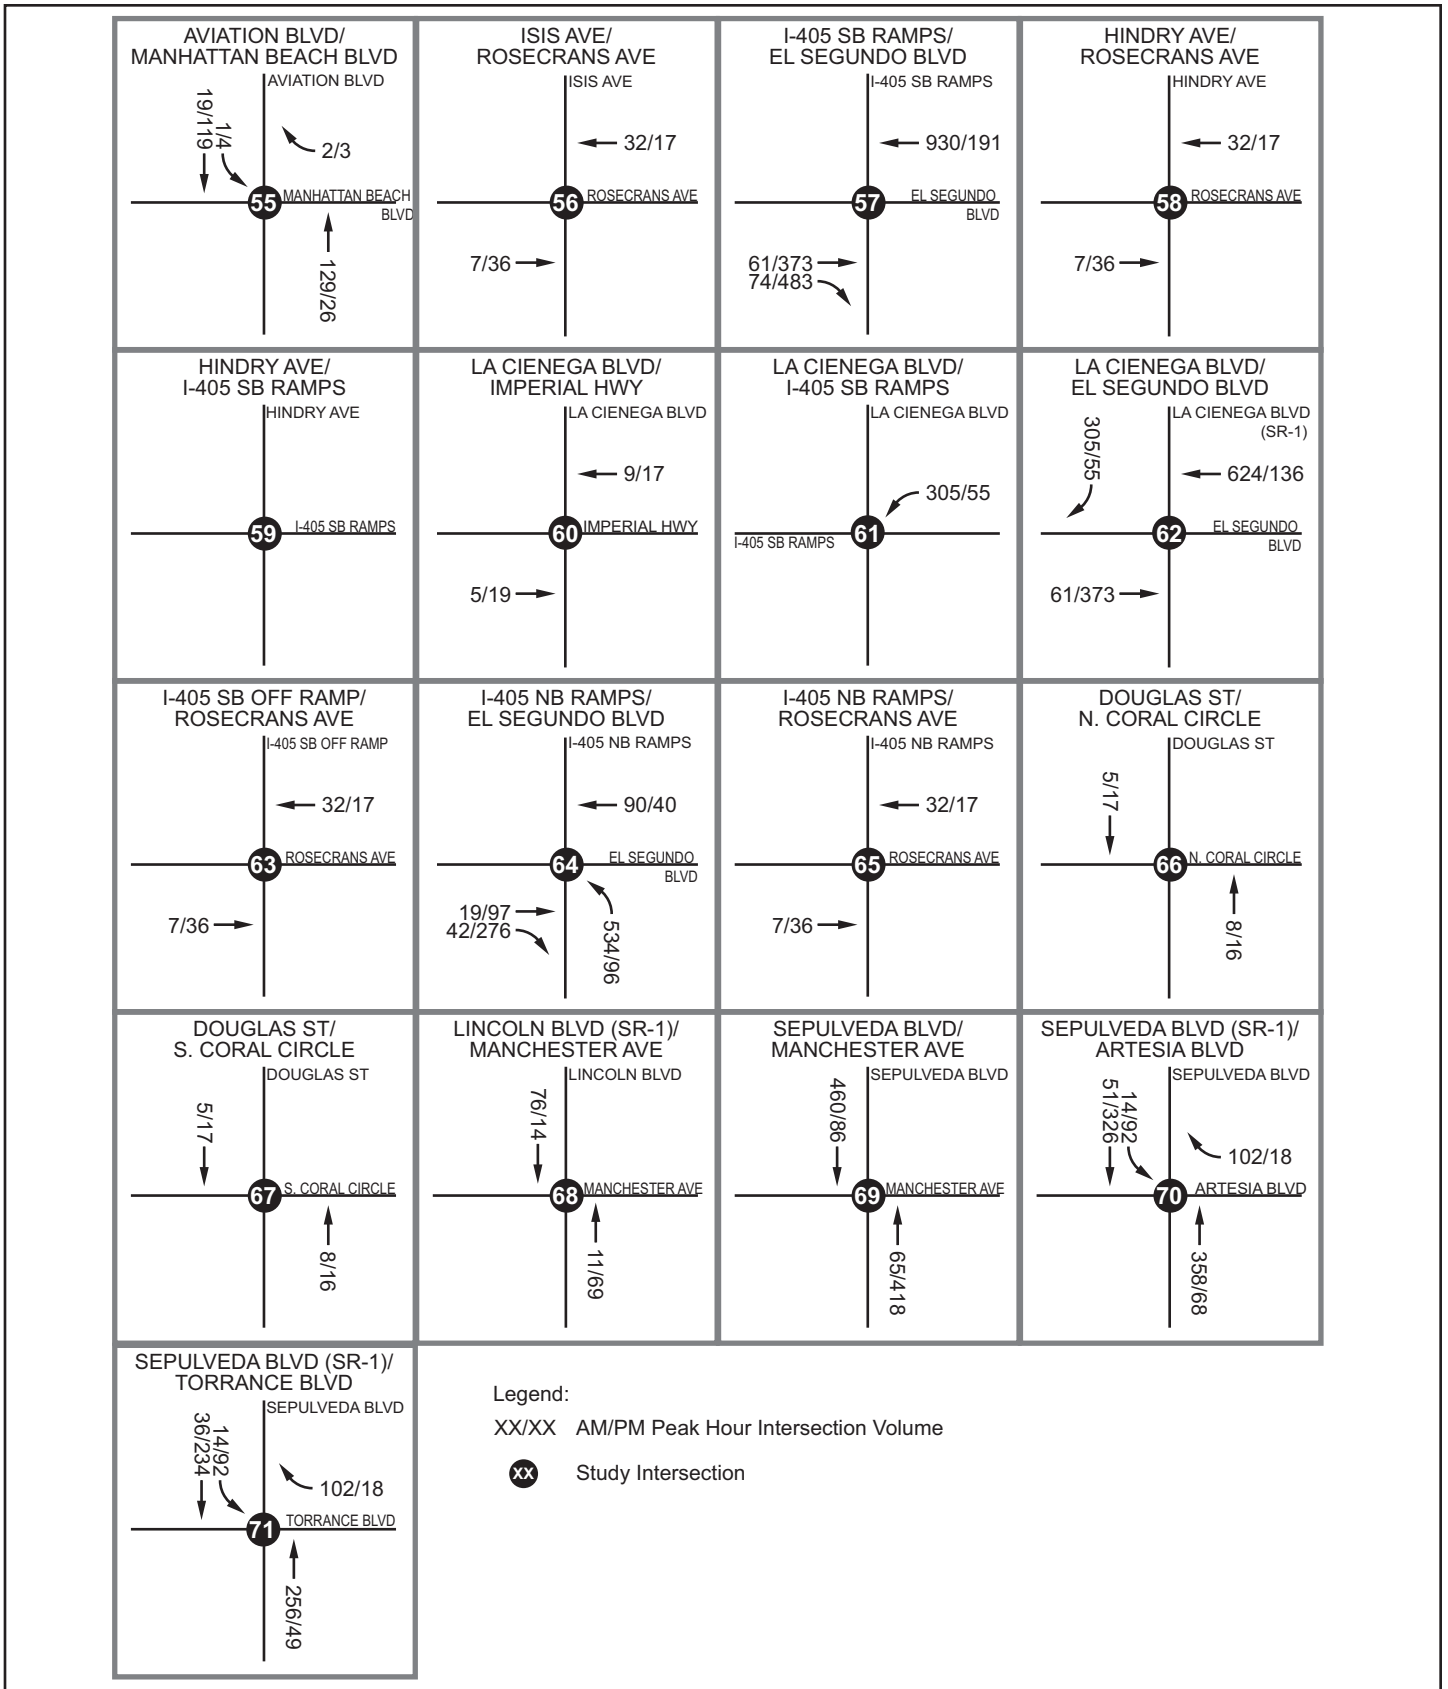 AVIATION BLVD/
MANHATTAN BEACH BLVD
AVIATION BLVD
19/119
1/4
2/3
55
MANHATTAN BEACH
BLVD
129/26
ISIS AVE/
ROSECRANS AVE
ISIS AVE
32/17
56
ROSECRANS AVE
7/36
I-405 SB RAMPS/
EL SEGUNDO BLVD
I-405 SB RAMPS
930/191
57
EL SEGUNDO
BLVD
61/373
74/483
HINDRY AVE/
ROSECRANS AVE
HINDRY AVE
32/17
58
ROSECRANS AVE
7/36
HINDRY AVE/
I-405 SB RAMPS
HINDRY AVE
59
I-405 SB RAMPS
LA CIENEGA BLVD/
IMPERIAL HWY
LA CIENEGA BLVD
9/17
60
IMPERIAL HWY
5/19
LA CIENEGA BLVD/
I-405 SB RAMPS
LA CIENEGA BLVD
305/55
61
I-405 SB RAMPS
LA CIENEGA BLVD/
EL SEGUNDO BLVD
LA CIENEGA BLVD
(SR-1)
305/55
624/136
62
EL SEGUNDO
BLVD
61/373
I-405 SB OFF RAMP/
ROSECRANS AVE
I-405 SB OFF RAMP
32/17
63
ROSECRANS AVE
7/36
I-405 NB RAMPS/
EL SEGUNDO BLVD
I-405 NB RAMPS
90/40
64
EL SEGUNDO
BLVD
19/97
42/276
534/96
I-405 NB RAMPS/
ROSECRANS AVE
I-405 NB RAMPS
32/17
65
ROSECRANS AVE
7/36
DOUGLAS ST/
N. CORAL CIRCLE
DOUGLAS ST
5/17
66
N. CORAL CIRCLE
8/16
DOUGLAS ST/
S. CORAL CIRCLE
DOUGLAS ST
5/17
67
S. CORAL CIRCLE
8/16
LINCOLN BLVD (SR-1)/
MANCHESTER AVE
LINCOLN BLVD
76/14
68
MANCHESTER AVE
11/69
SEPULVEDA BLVD/
MANCHESTER AVE
SEPULVEDA BLVD
460/86
69
MANCHESTER AVE
65/418
SEPULVEDA BLVD (SR-1)/
ARTESIA BLVD
SEPULVEDA BLVD
51/326
14/92
102/18
70
ARTESIA BLVD
358/68
SEPULVEDA BLVD (SR-1)/
TORRANCE BLVD
SEPULVEDA BLVD
36/234
14/92
102/18
71
TORRANCE BLVD
256/49
Legend:
XX/XX AM/PM Peak Hour Intersection Volume
XX Study Intersection